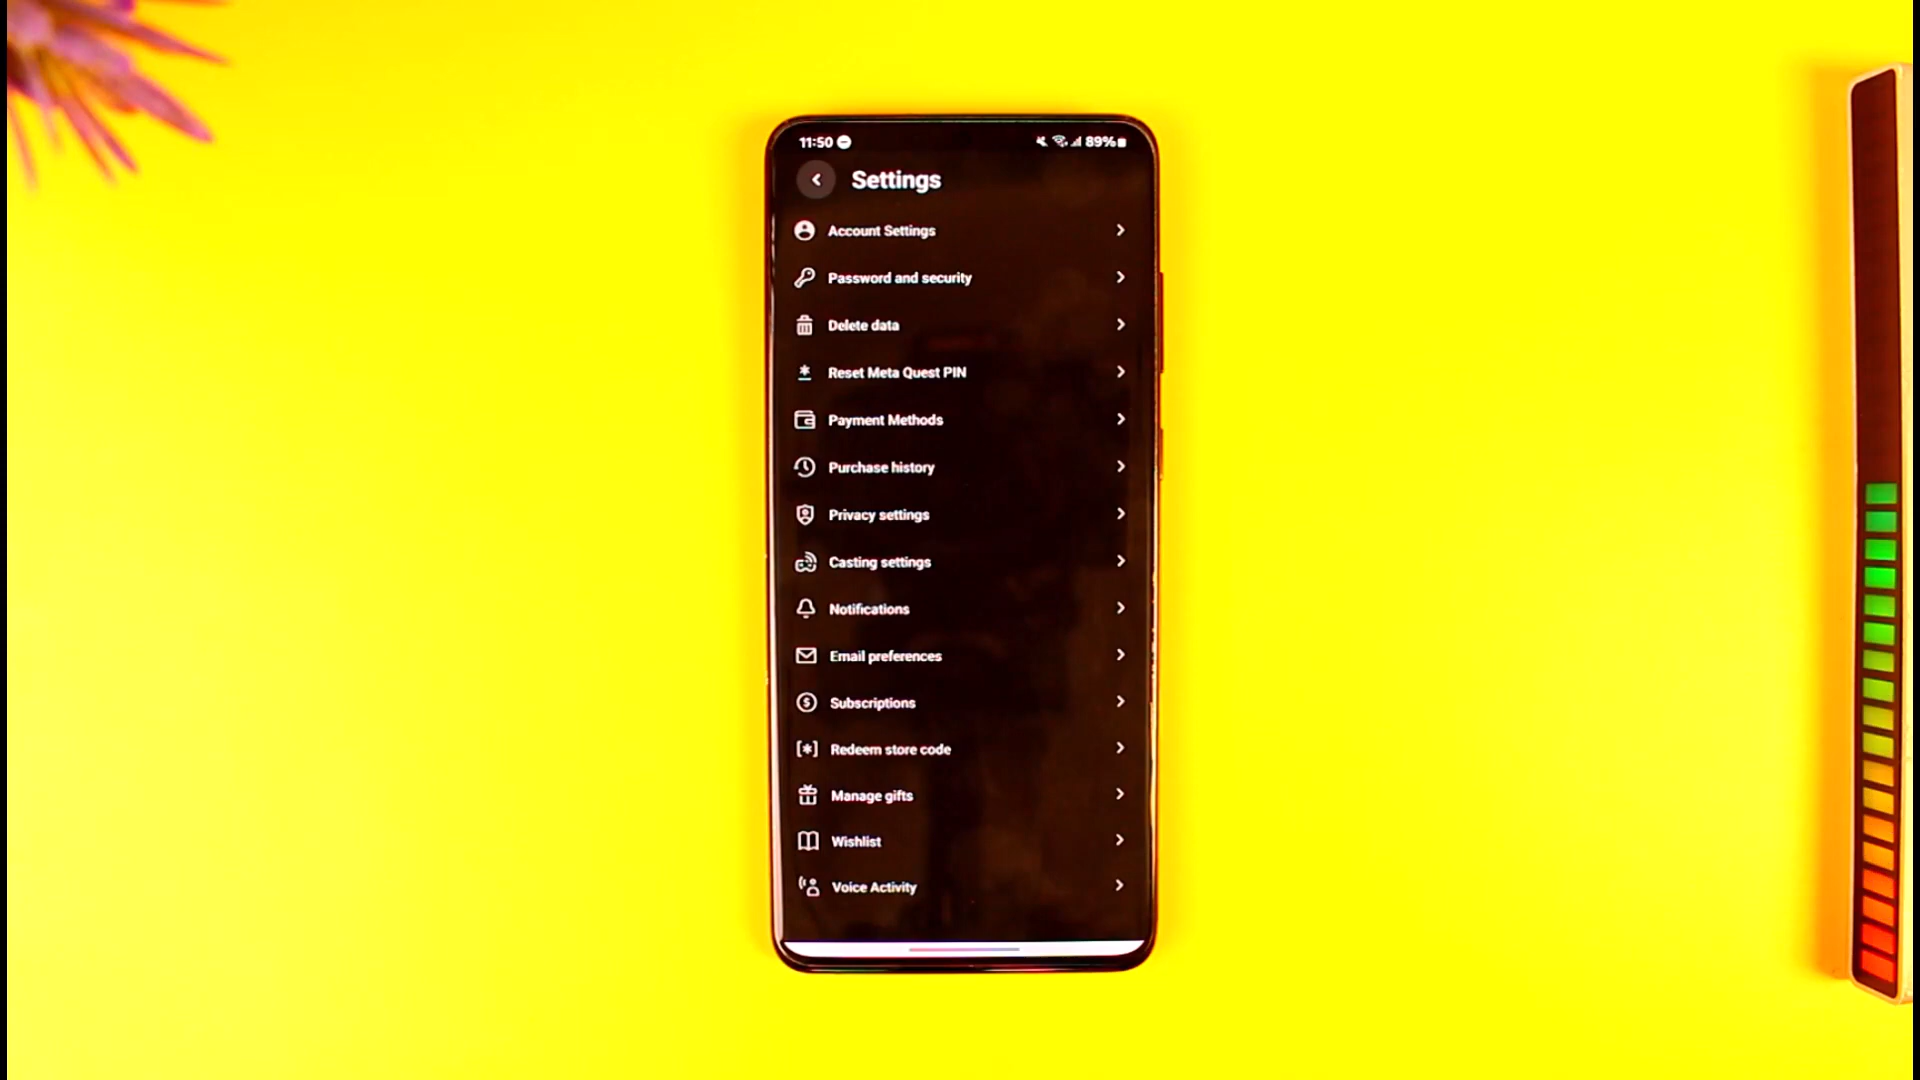 11:50
89%
Settings
Account Settings
Password and security
Delete data
Reset Meta Quest PIN
Payment Methods
Purchase history
Privacy settings
Casting settings
Notifications
Email preferences
Subscriptions
Redeem store code
Manage gifts
Wishlist
Voice Activity